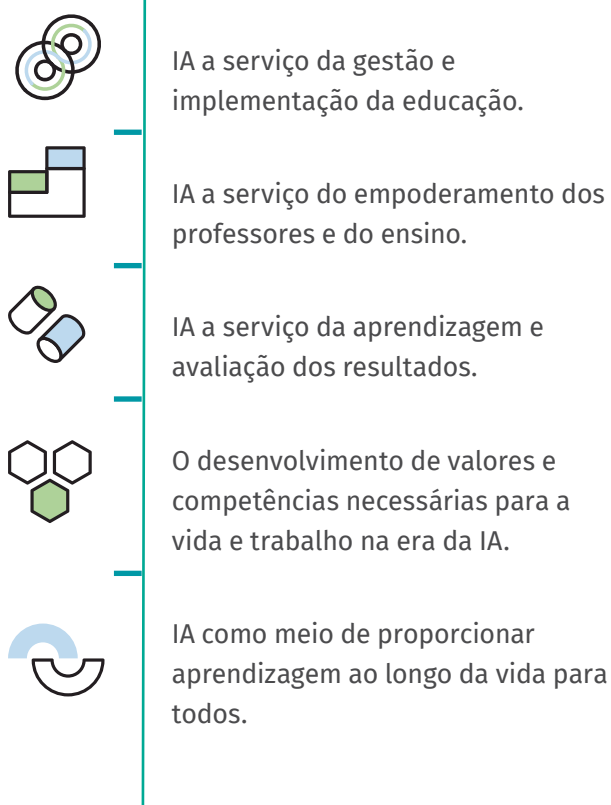 IA a serviço da gestão e
implementação da educação.
IA a serviço do empoderamento dos
professores e do ensino.
IA a serviço da aprendizagem e
avaliação dos resultados.
O desenvolvimento de valores e
competências necessárias para a
vida e trabalho na era da IA.
IA como meio de proporcionar
aprendizagem ao longo da vida para
todos.